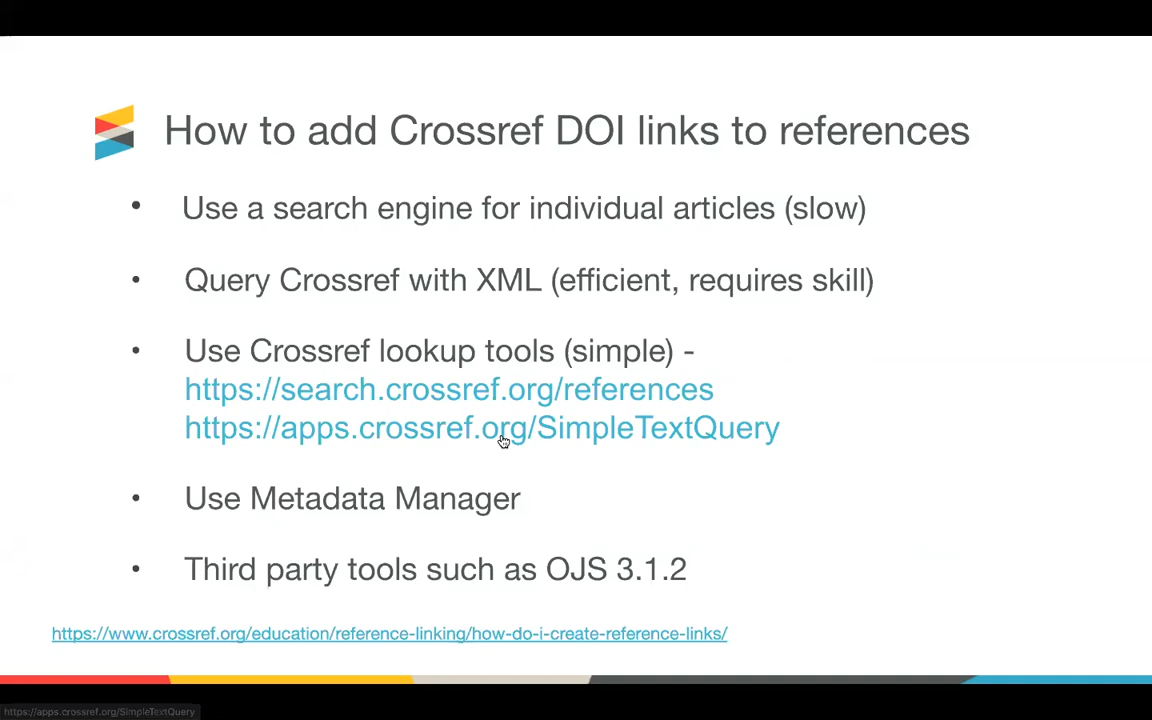 How to add Crossref DOI links to references
• Use a search engine for individual articles (slow)
• Query Crossref with XML (efficient, requires skill)
• Use Crossref lookup tools (simple) -
https://search.crossref.org/references
https://apps.crossref.org/SimpleTextQuery
• Use Metadata Manager
• Third party tools such as OJS 3.1.2
https://www.crossref.org/education/reference-linking/how-do-i-create-reference-links/
https://apps.crossref.org/SimpleTextQuery